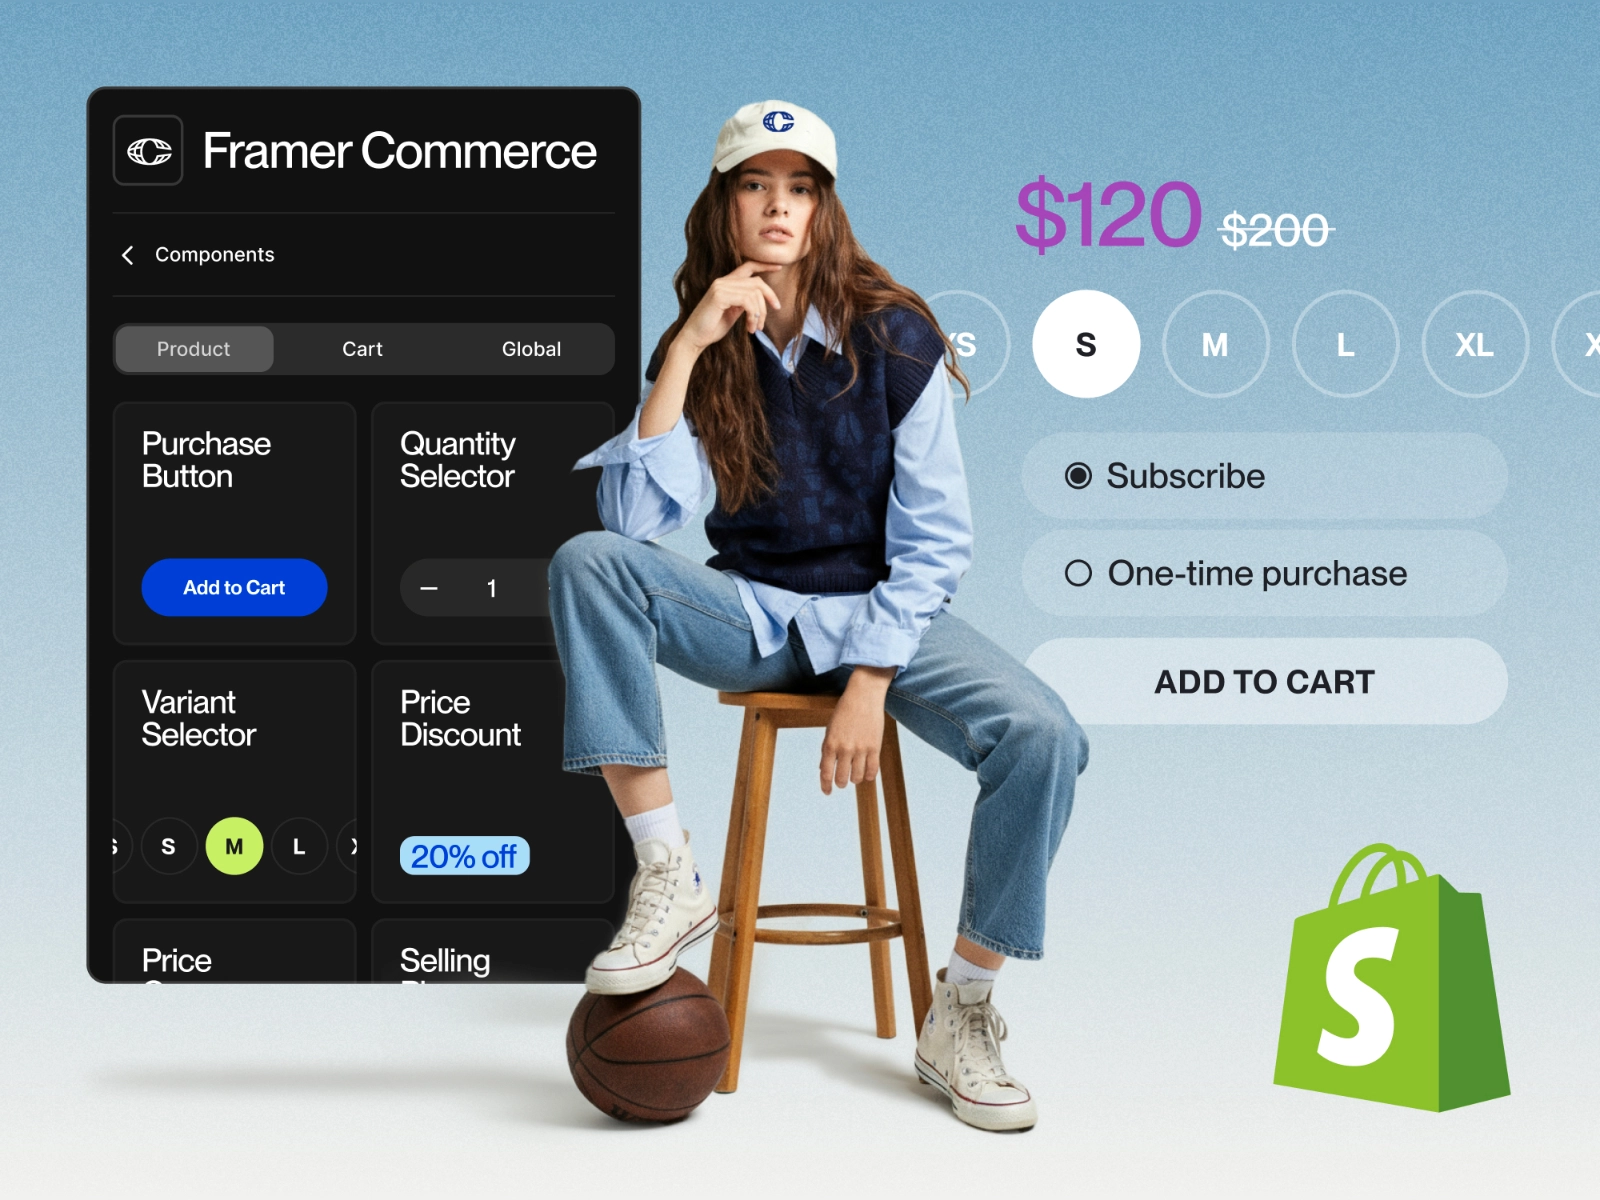 Framer Commerce
Components
Product
Cart
Global
Purchase
Button
Add to Cart
Quantity
Selector
1
Variant
Selector
S
M
L
Price
Discount
20% off
Price
Selling
$120 $200
XS
S
M
L
XL
Subscribe
One-time purchase
ADD TO CART